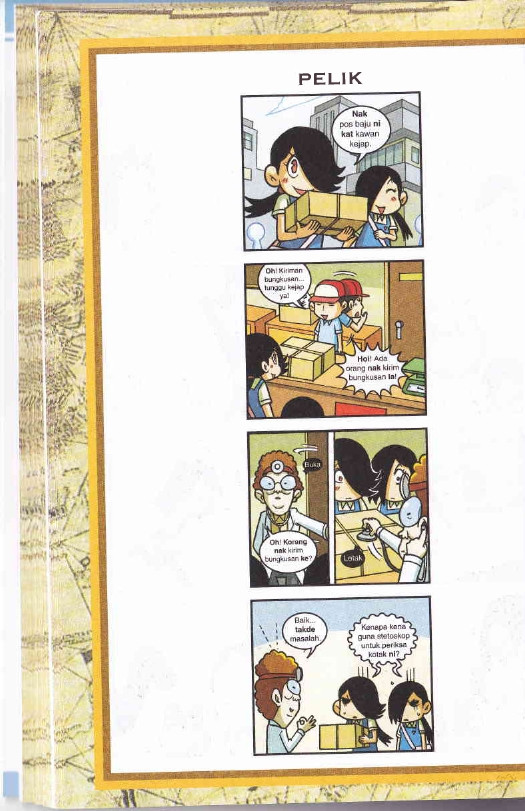 PELIK
Nak
pos baju ni
kat kawan
kejap.
Oh! Kiriman
bungkusan...
tunggu kejap
ya!
Hoi! Ada
orang nak kirim
bungkusan la!
Buka
Oh! Korang
nak kirim
bungkusan ke?
Letak
Baik...
takde
masalah.
Kenapa kena
guna stetoskop
untuk periksa
kotak ni?